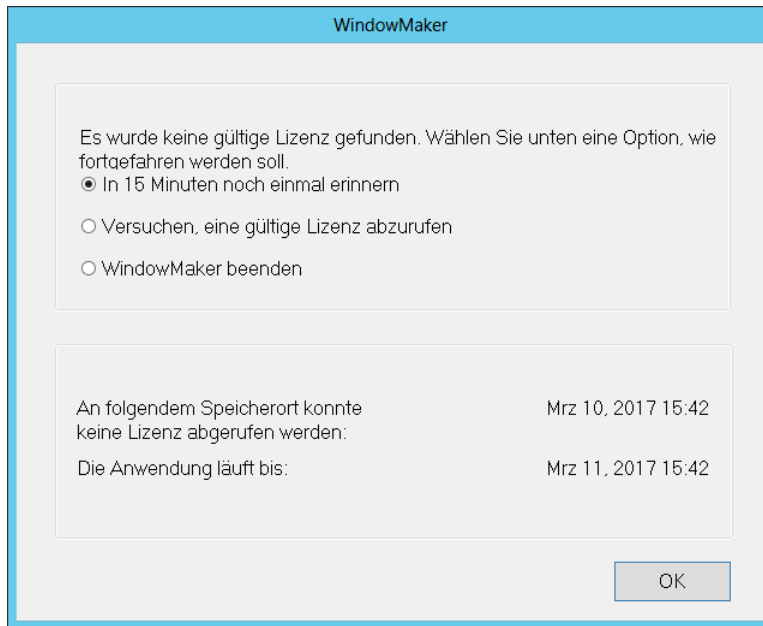 WindowMaker
Es wurde keine gültige Lizenz gefunden. Wählen Sie unten eine Option, wie
fortgefahren werden soll.
In 15 Minuten noch einmal erinnern
Versuchen, eine gültige Lizenz abzurufen
WindowMaker beenden
An folgendem Speicherort konnte Mrz 10, 2017 15:42
keine Lizenz abgerufen werden:
Die Anwendung läuft bis: Mrz 11, 2017 15:42
OK